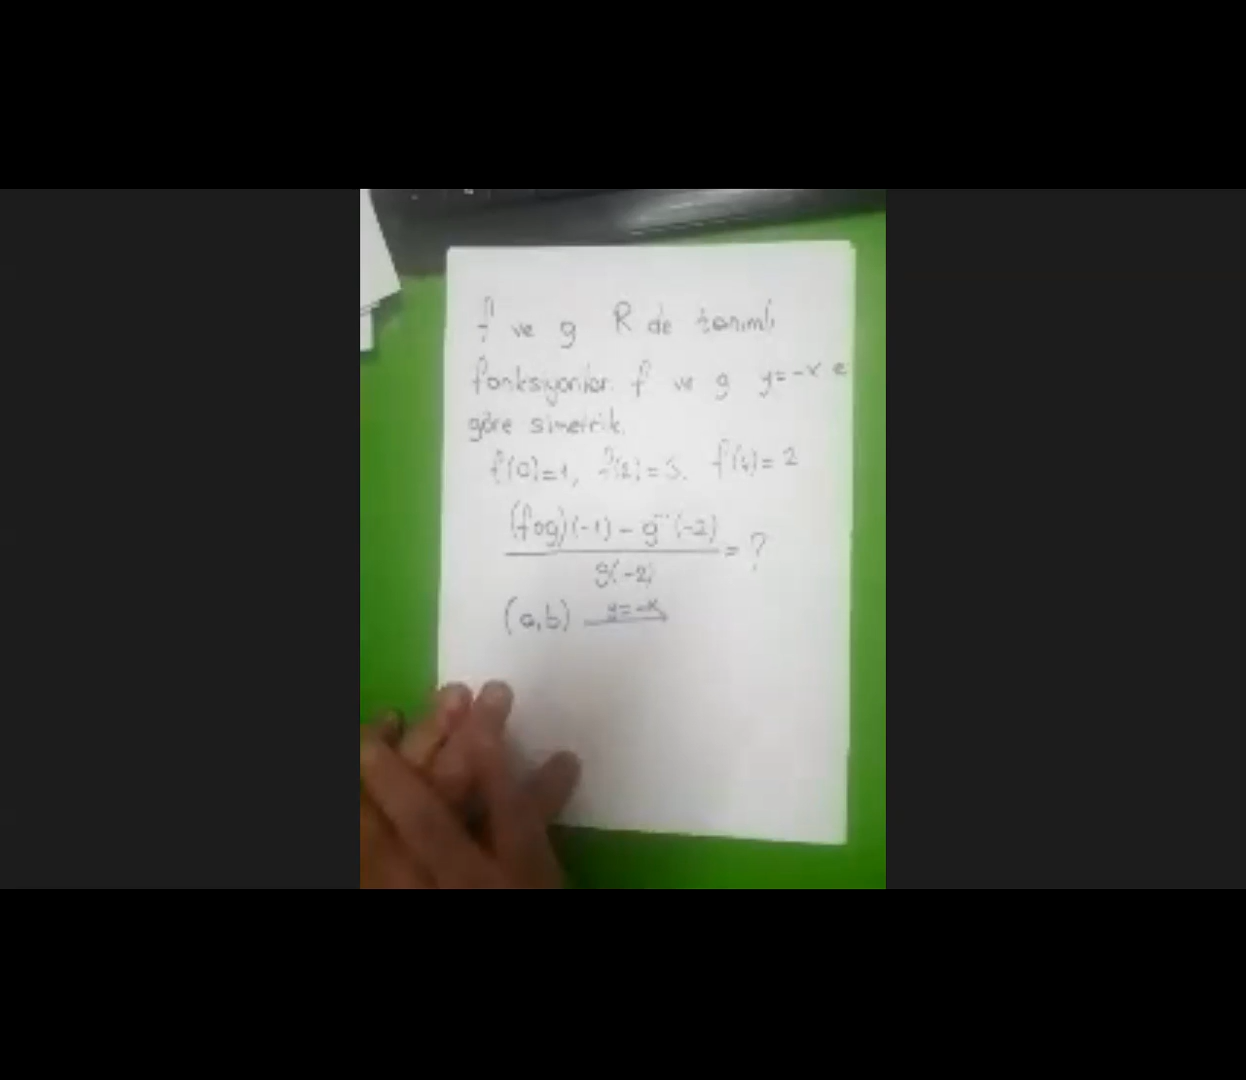 f ve g R de tanımlı
fonksiyonlar. f ve g y=-x e
göre simetrik.
f(0)=1, f(2)=3. f(4)=2
(fog)(-1) - g⁻¹(-2)
= ?
g(-2)
(a,b) y=-x